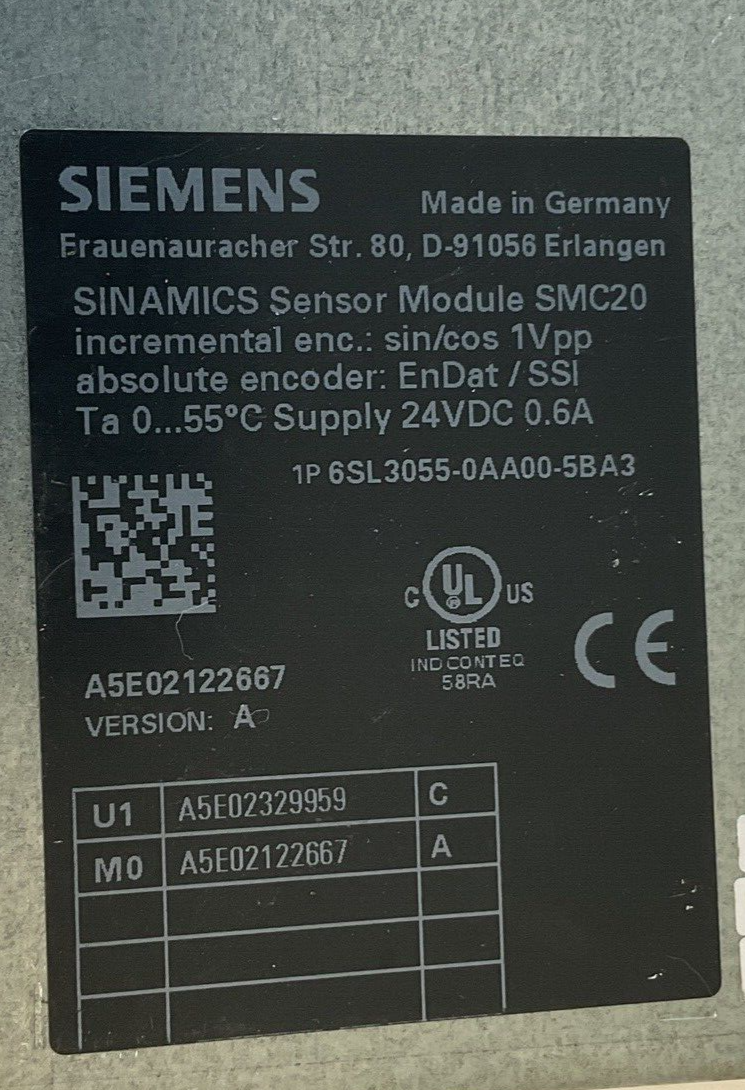 SIEMENS
Made in Germany
Frauenauracher Str. 80, D-91056 Erlangen
SINAMICS Sensor Module SMC20
incremental enc.: sin/cos 1Vpp
absolute encoder: EnDat / SSI
Ta 0...55°C Supply 24VDC 0.6A
1P 6SL3055-0AA00-5BA3
C UL US
®
LISTED
IND CONT EQ
58RA
CE
A5E02122667
VERSION: A
U1 A5E02329959 C
M0 A5E02122667 A